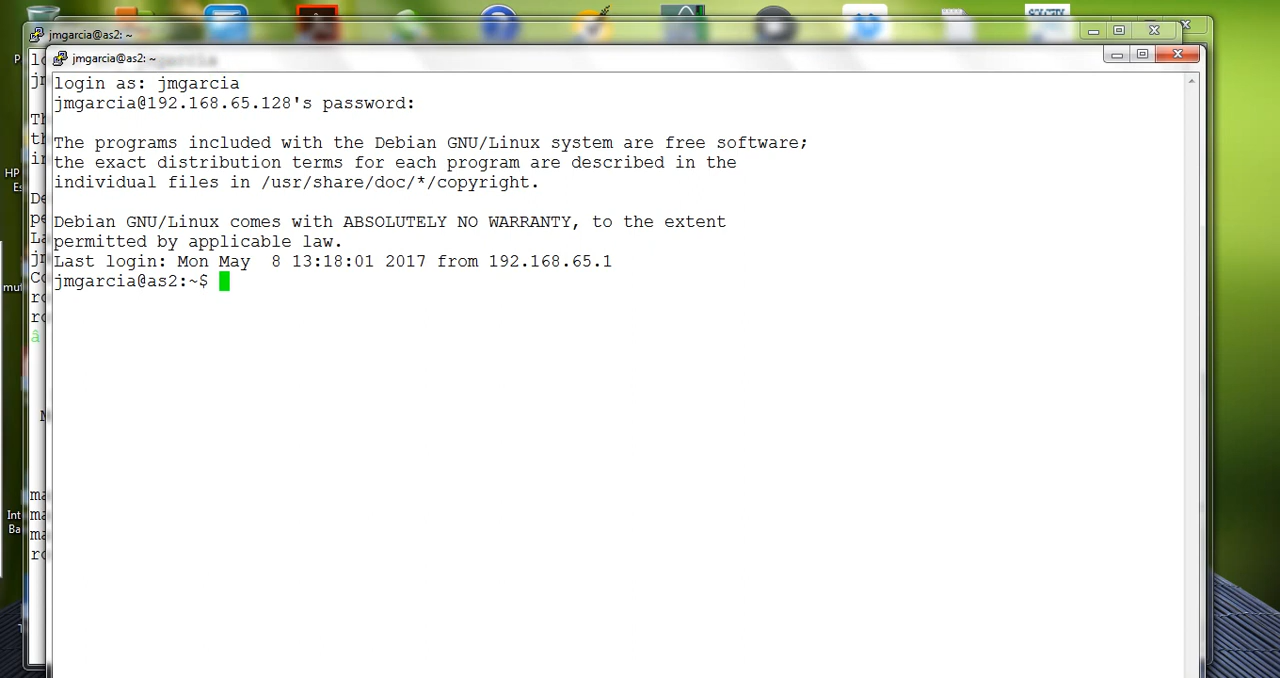 jmgarcia@as2: ~
jmgarcia@as2: ~
login as: jmgarcia
jmgarcia@192.168.65.128's password:
The programs included with the Debian GNU/Linux system are free software;
the exact distribution terms for each program are described in the
individual files in /usr/share/doc/*/copyright.
Debian GNU/Linux comes with ABSOLUTELY NO WARRANTY, to the extent
permitted by applicable law.
Last login: Mon May  8 13:18:01 2017 from 192.168.65.1
jmgarcia@as2:~$